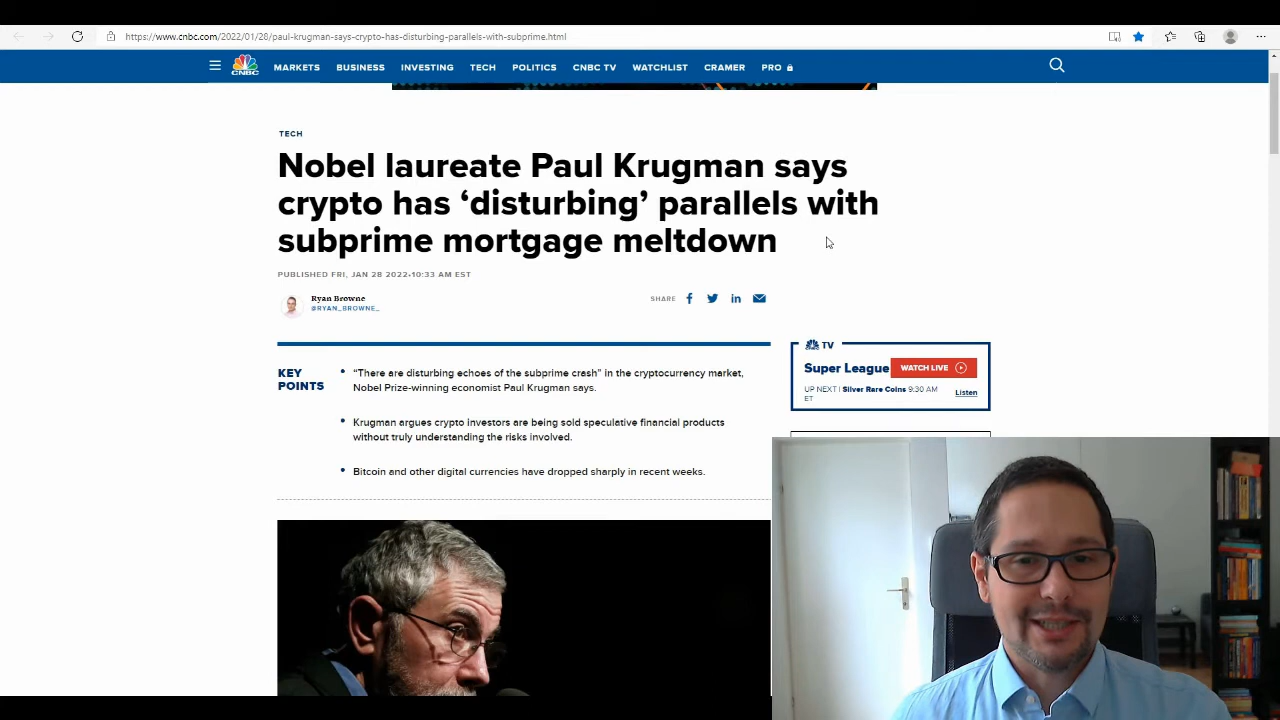 https://www.cnbc.com/2022/01/28/paul-krugman-says-crypto-has-disturbing-parallels-with-subprime.html
CNBC
MARKETS BUSINESS INVESTING TECH POLITICS CNBC TV WATCHLIST CRAMER PRO
TECH
Nobel laureate Paul Krugman says
crypto has ‘disturbing’ parallels with
subprime mortgage meltdown
PUBLISHED FRI, JAN 28 2022•10:33 AM EST
Ryan Browne
@RYAN_BROWNE_
SHARE
KEY
POINTS
“There are disturbing echoes of the subprime crash” in the cryptocurrency market,
Nobel Prize-winning economist Paul Krugman says.
Krugman argues crypto investors are being sold speculative financial products
without truly understanding the risks involved.
Bitcoin and other digital currencies have dropped sharply in recent weeks.
TV
Super League WATCH LIVE
UP NEXT | Silver Rare Coins 9:30 AM
ET
Listen